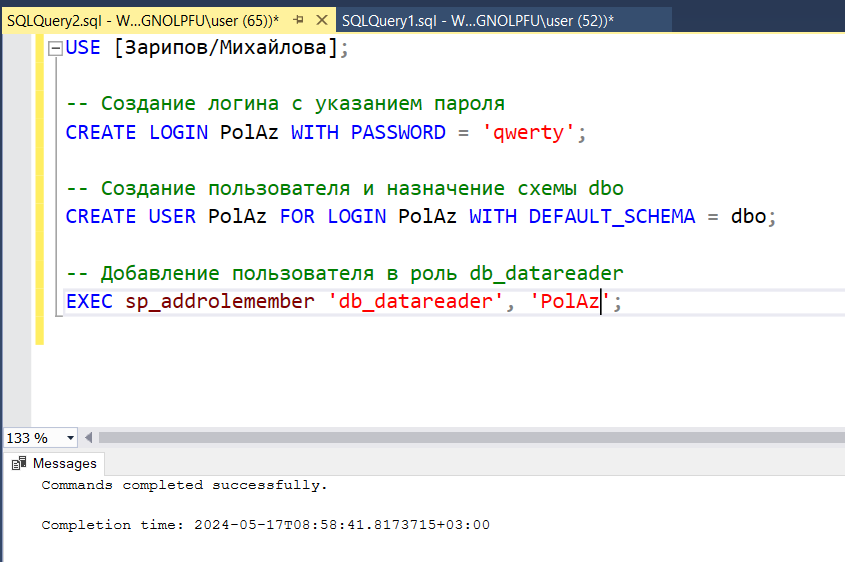 SQLQuery2.sql - W...GNOLPFU\user (65))* SQLQuery1.sql - W...GNOLPFU\user (52))*
USE [Зарипов/Михайлова];
-- Создание логина с указанием пароля
CREATE LOGIN PolAz WITH PASSWORD = 'qwerty';
-- Создание пользователя и назначение схемы dbo
CREATE USER PolAz FOR LOGIN PolAz WITH DEFAULT_SCHEMA = dbo;
-- Добавление пользователя в роль db_datareader
EXEC sp_addrolemember 'db_datareader', 'PolAz';
133 %
Messages
Commands completed successfully.
Completion time: 2024-05-17T08:58:41.8173715+03:00